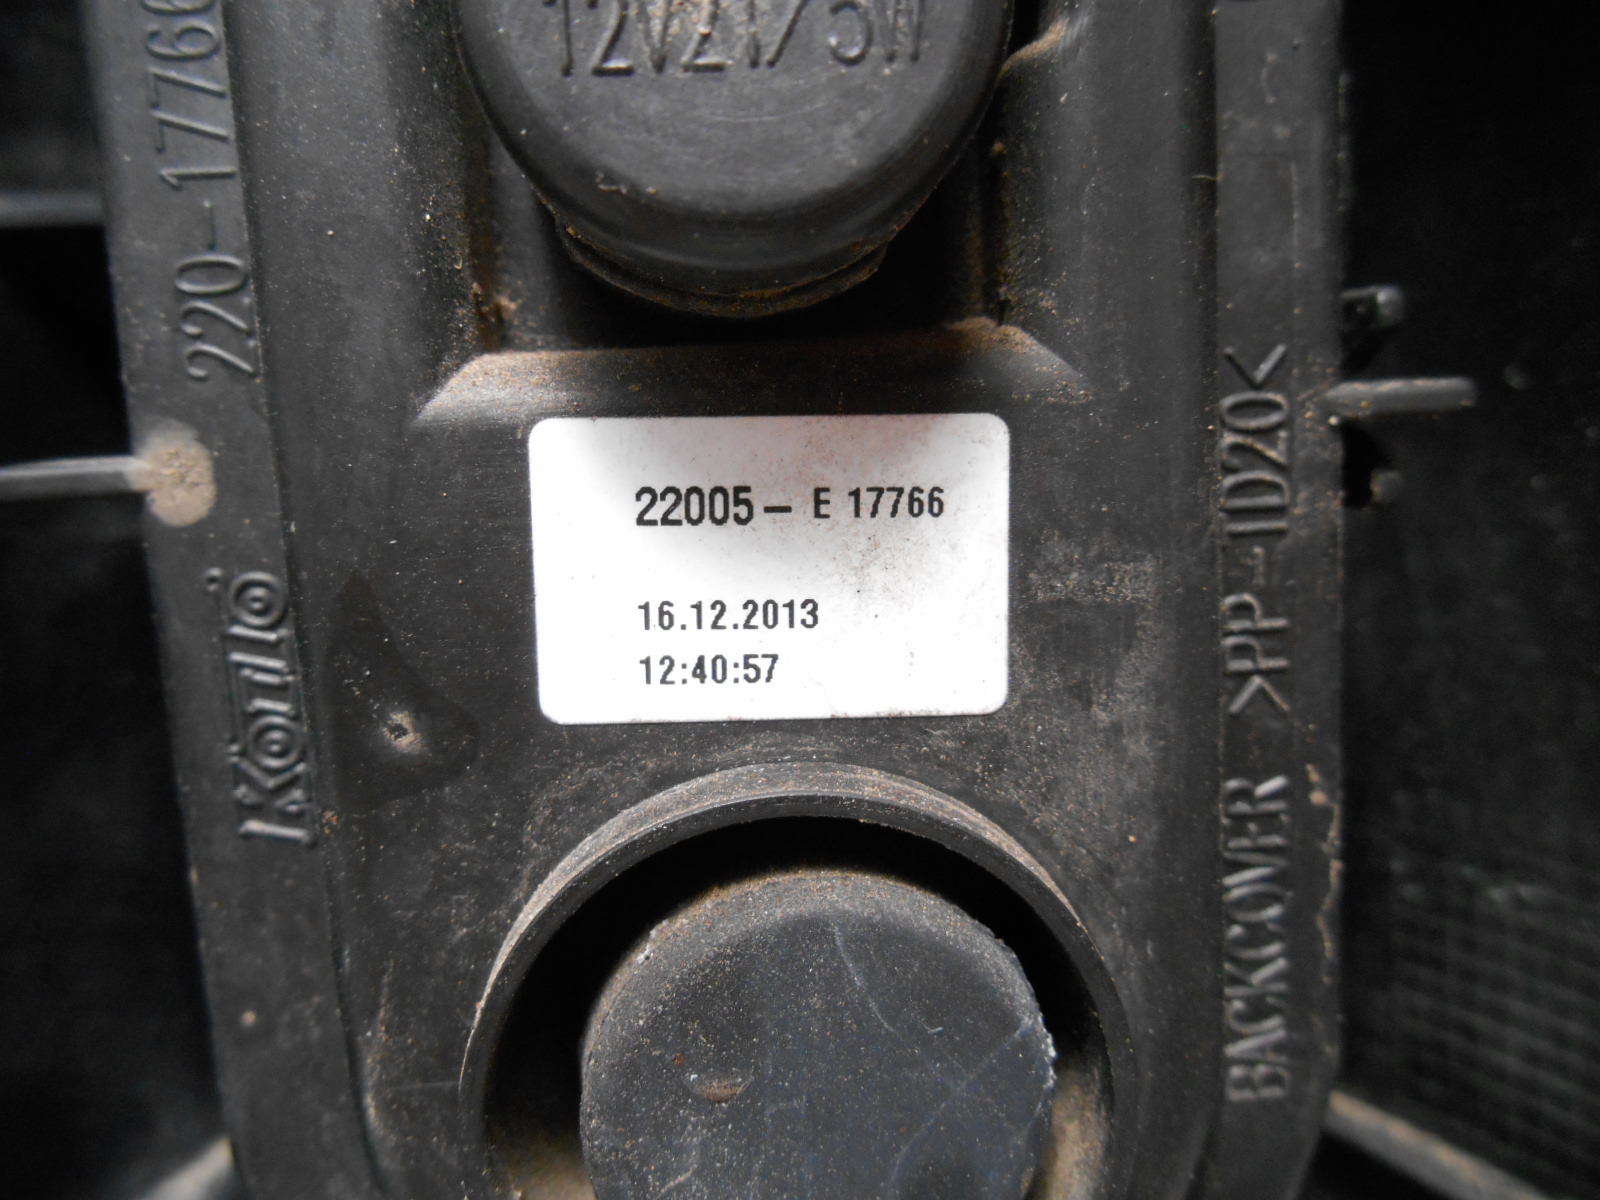 12V21/5W
220-17766
22005- E 17766
16.12.2013
12:40:57
Koito
BACKCOVER >PP-TD20<